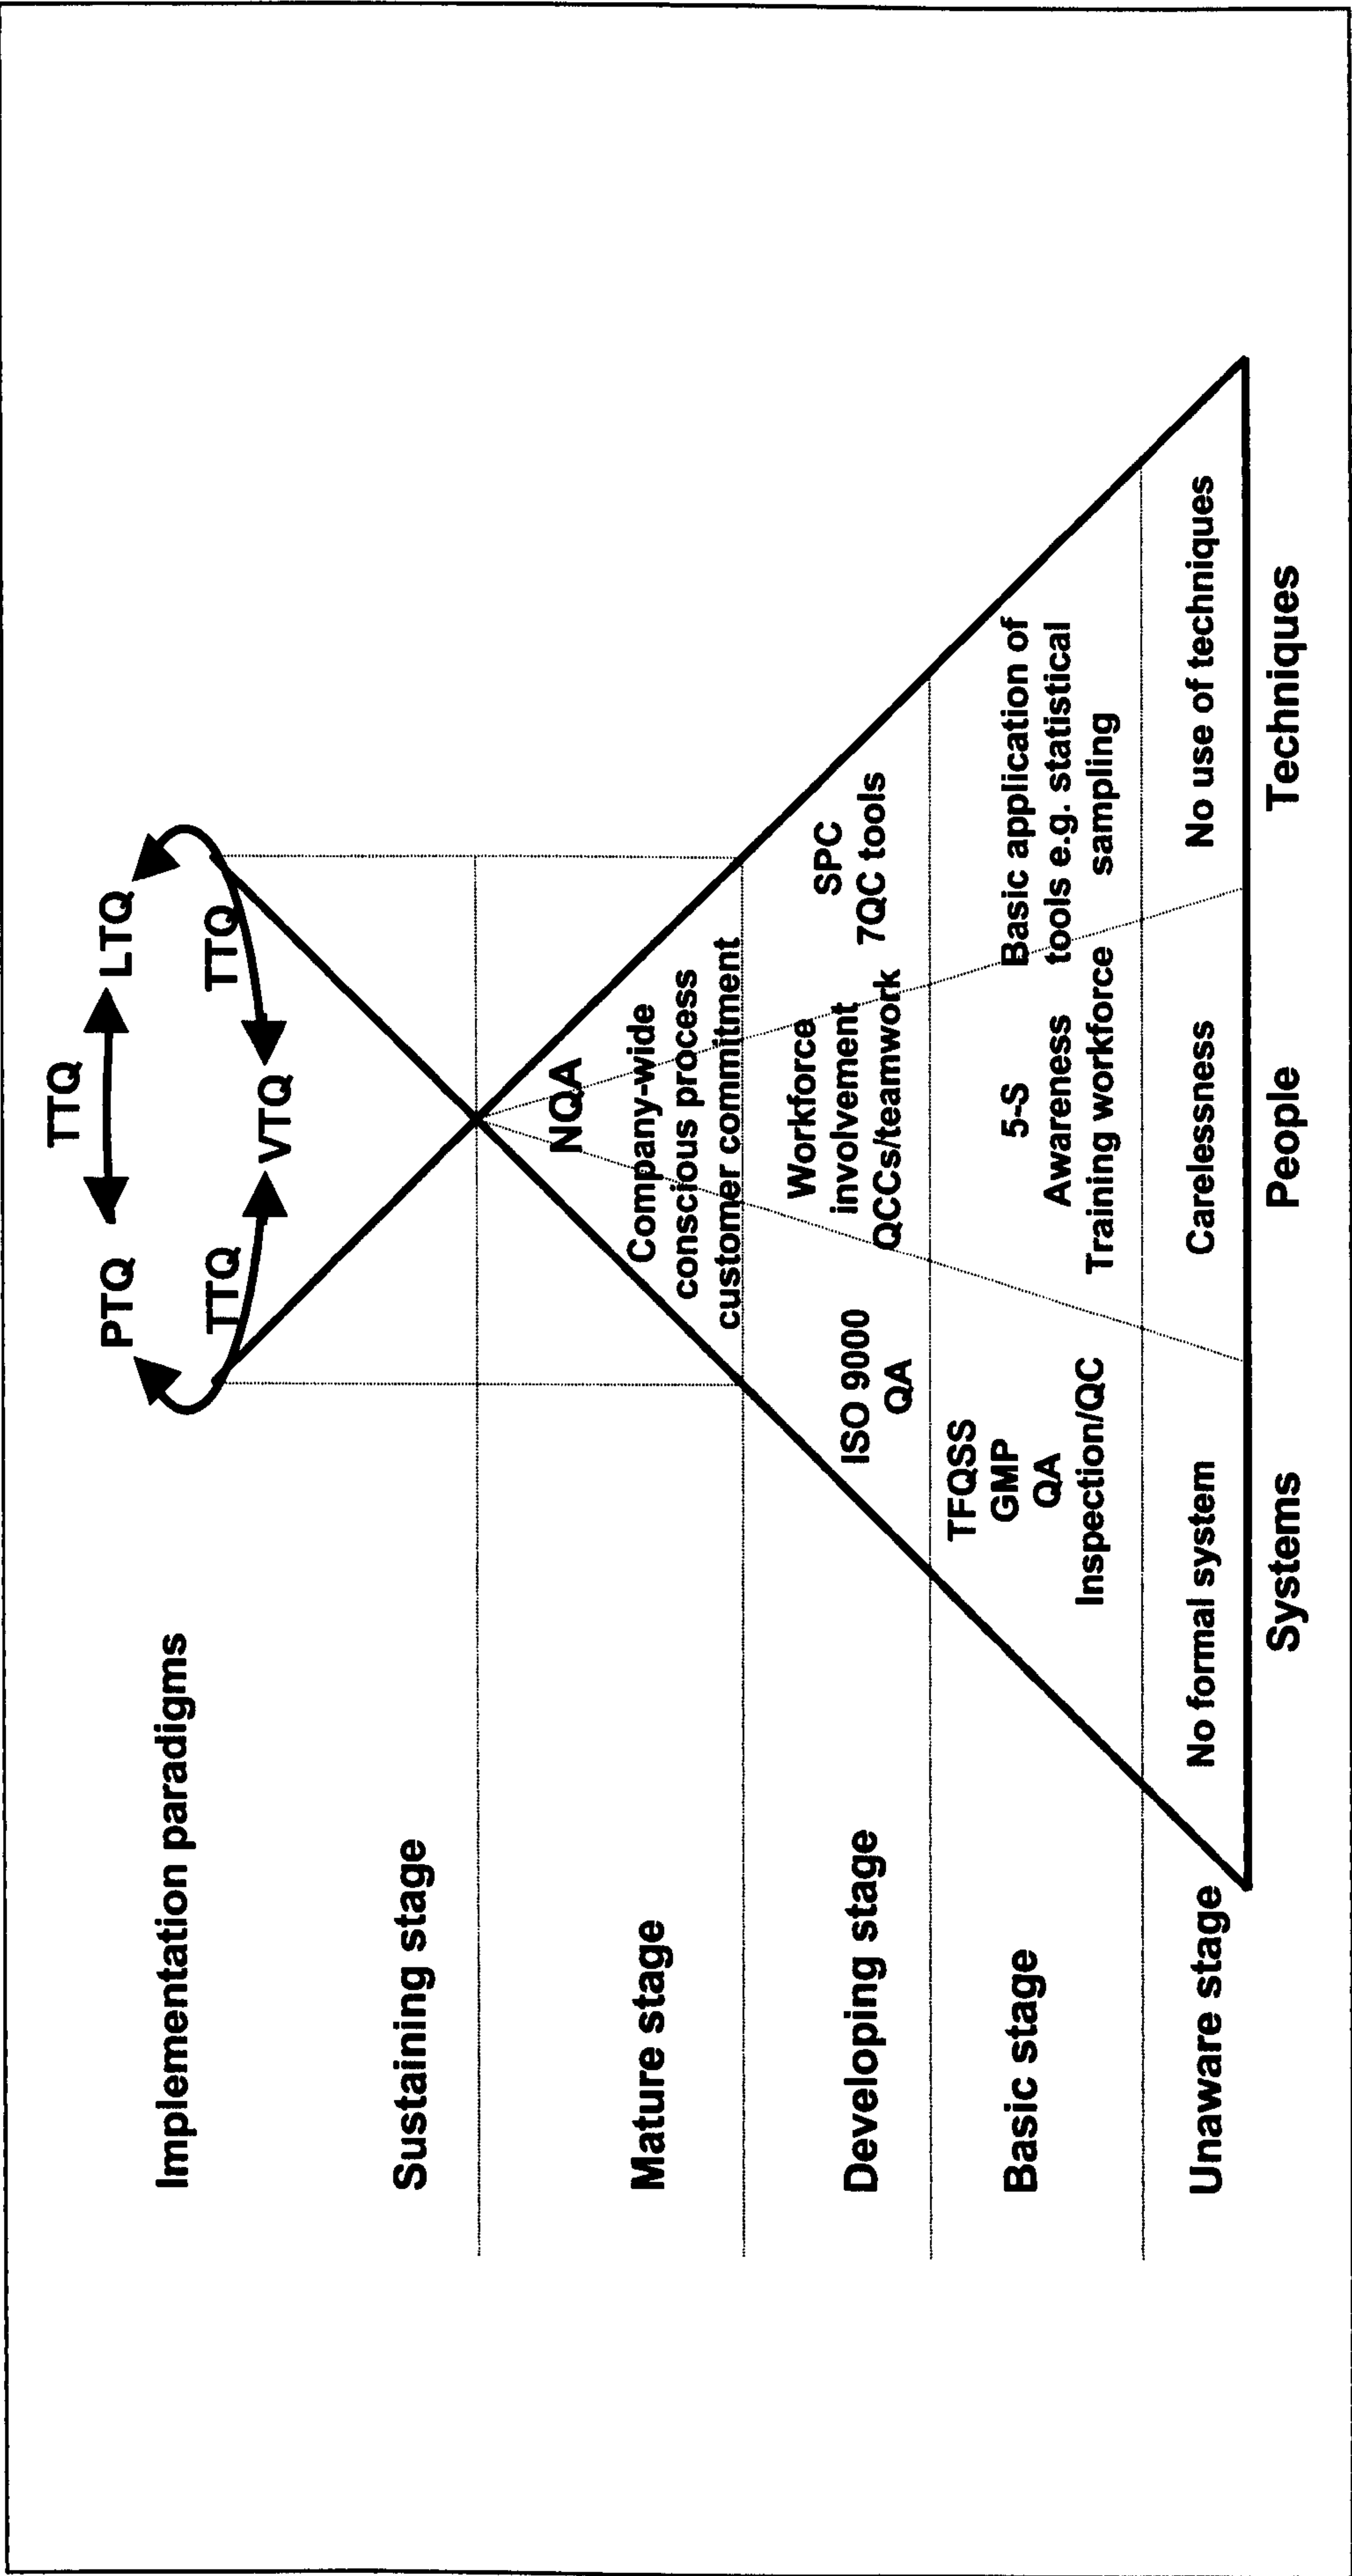 TTQ
PTQ
LTQ
Implementation paradigms
TTQ
TTQ
VTQ
Sustaining stage
NQA
Mature stage
Company-wide
conscious process
customer commitment
Developing stage
ISO 9000
QA
Workforce
involvement
QCCs/teamwork
SPC
7QC tools
Basic stage
TFQSS
GMP
QA
Inspection/QC
5-S
Awareness
Training workforce
Basic application of
tools e.g. statistical
sampling
Unaware stage
No formal system
Carelessness
No use of techniques
Systems
People
Techniques